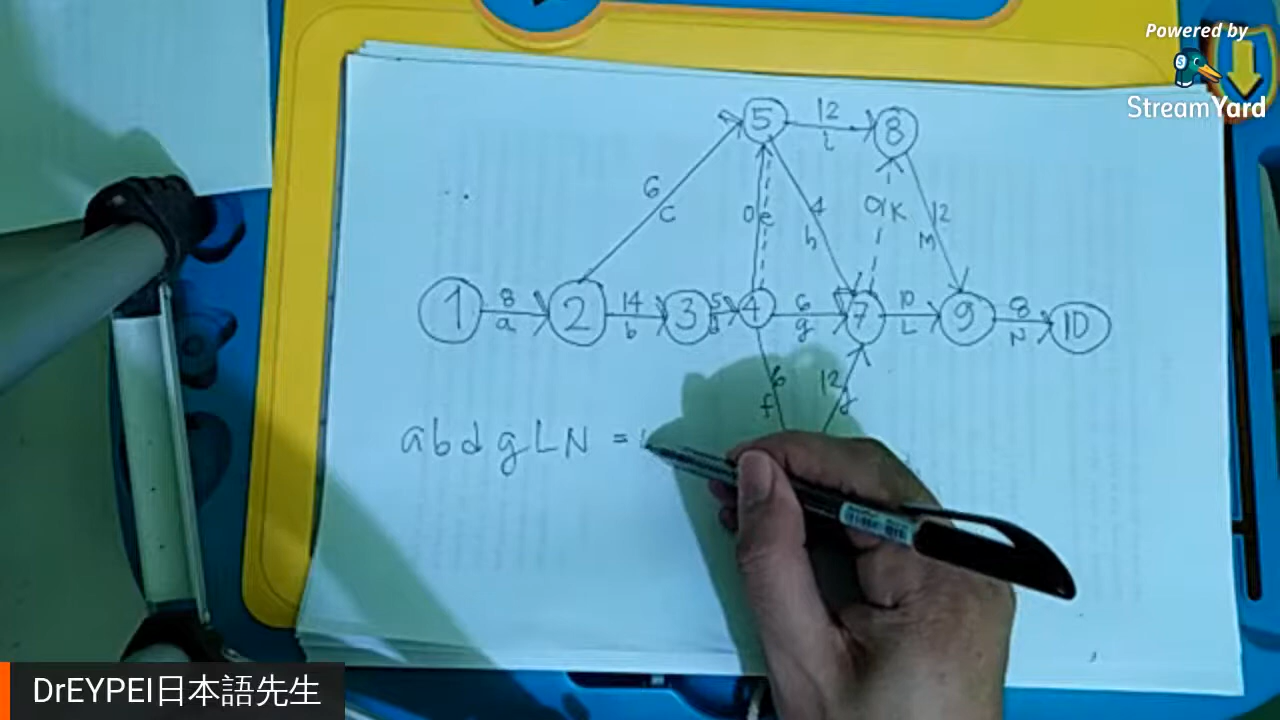 Powered by
StreamYard
5 12 i 8
6 c
0 e
4 h
0 K
12 M
1 8 a 2 14 b 3 5 d 4 6 g 7 10 L 9 8 N 10
6 f
12 j
a b d g L N =
DrEYPEI日本語先生